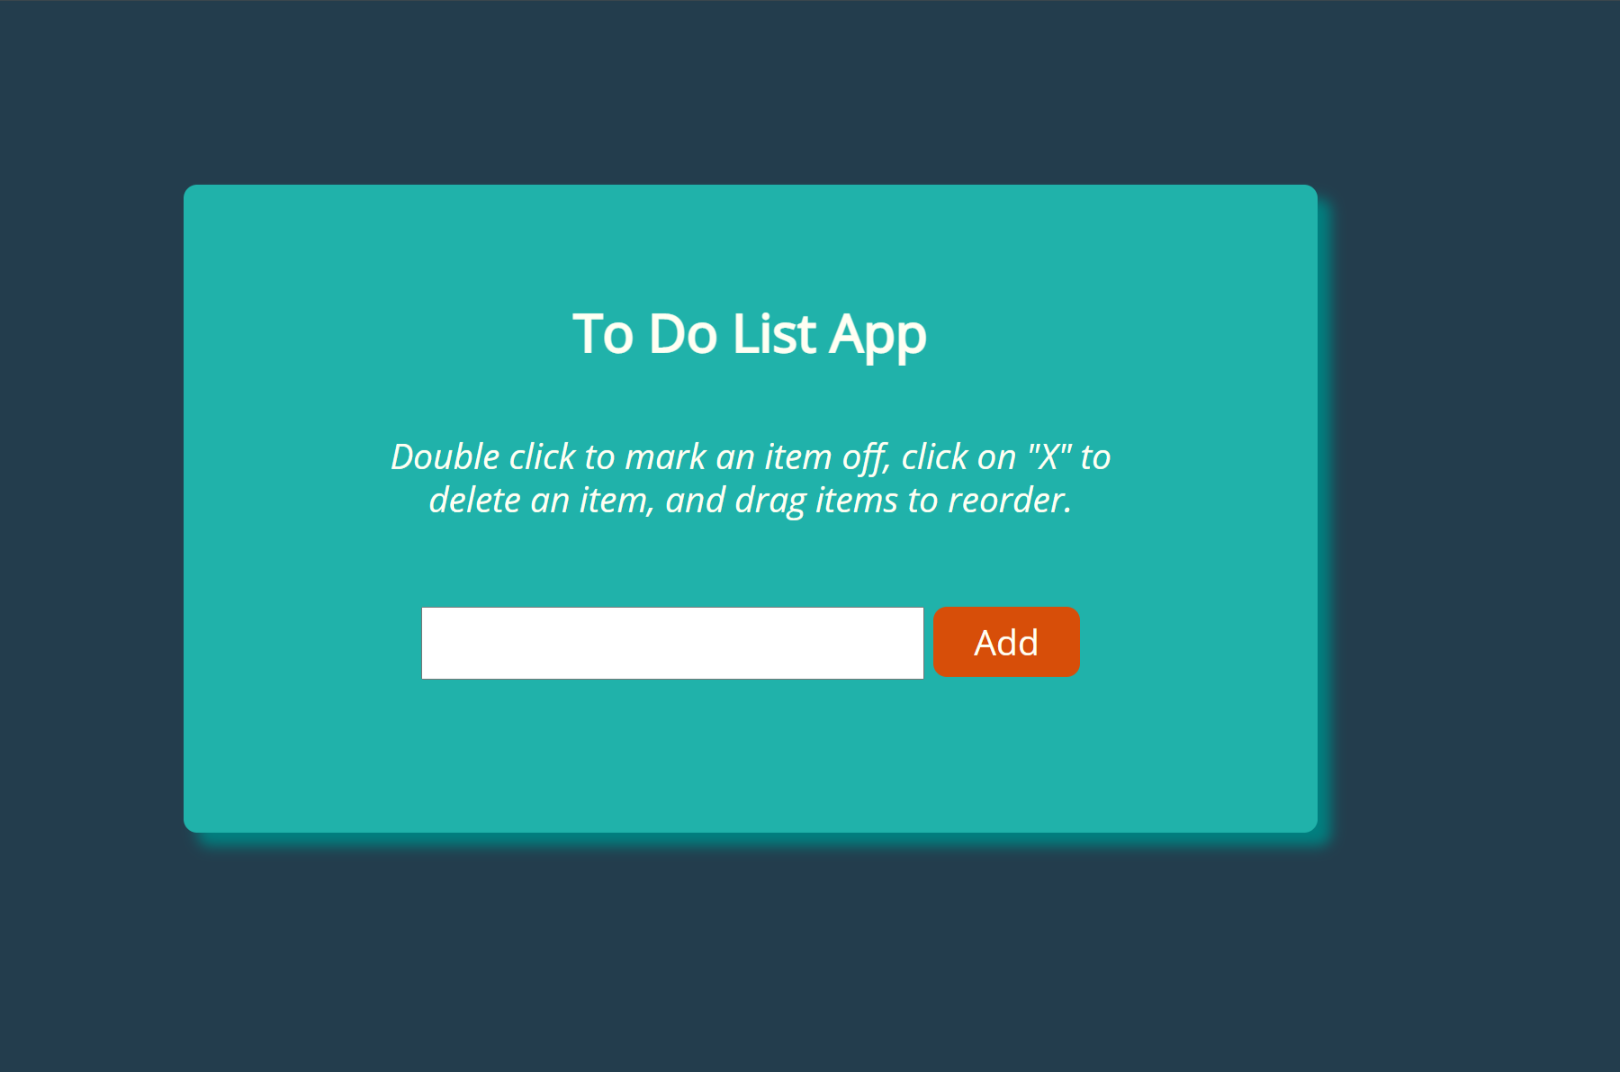 To Do List App
Double click to mark an item off, click on "X" to
delete an item, and drag items to reorder.
Add